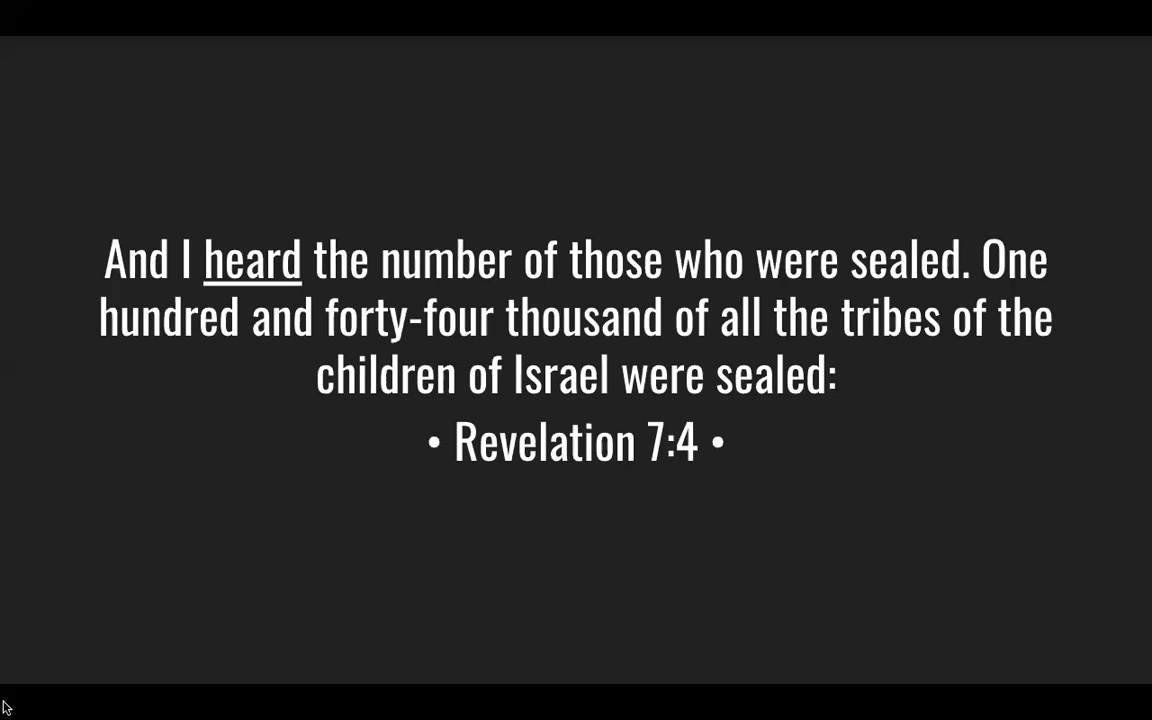 And I heard the number of those who were sealed. One
hundred and forty-four thousand of all the tribes of the
children of Israel were sealed:
• Revelation 7:4 •